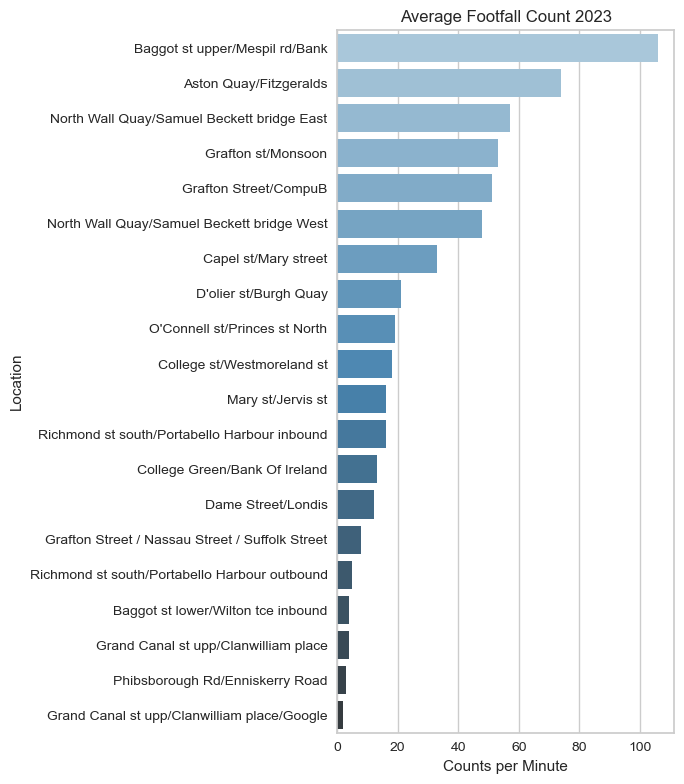 Average Footfall Count 2023
Location
Baggot st upper/Mespil rd/Bank
Aston Quay/Fitzgeralds
North Wall Quay/Samuel Beckett bridge East
Grafton st/Monsoon
Grafton Street/CompuB
North Wall Quay/Samuel Beckett bridge West
Capel st/Mary street
D'olier st/Burgh Quay
O'Connell st/Princes st North
College st/Westmoreland st
Mary st/Jervis st
Richmond st south/Portabello Harbour inbound
College Green/Bank Of Ireland
Dame Street/Londis
Grafton Street / Nassau Street / Suffolk Street
Richmond st south/Portabello Harbour outbound
Baggot st lower/Wilton tce inbound
Grand Canal st upp/Clanwilliam place
Phibsborough Rd/Enniskerry Road
Grand Canal st upp/Clanwilliam place/Google
0 20 40 60 80 100
Counts per Minute